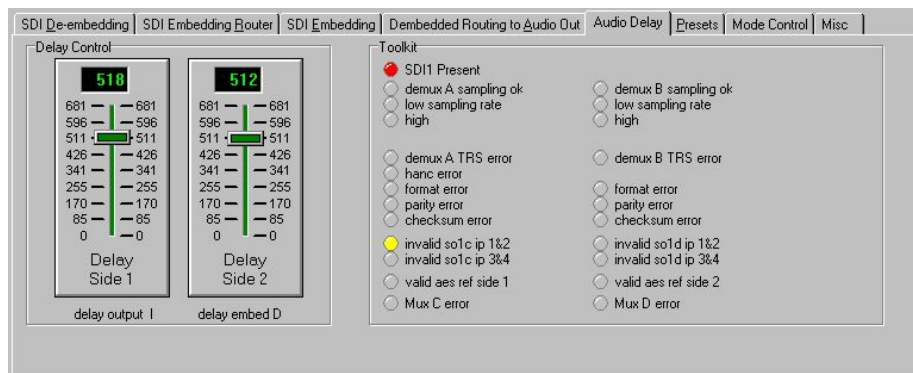 SDI De-embedding SDI Embedding Router SDI Embedding Dembedded Routing to Audio Out Audio Delay Presets Mode Control Misc
Delay Control
518 512
681 681 681 681
596 596 596 596
511 511 511 511
426 426 426 426
341 341 341 341
255 255 255 255
170 170 170 170
85 85 85 85
0 0 0 0
Delay Side 1
Delay Side 2
delay output I
delay embed D
Toolkit
SDI1 Present
demux A sampling ok demux B sampling ok
low sampling rate low sampling rate
high high
demux A TRS error demux B TRS error
hanc error
format error format error
parity error parity error
checksum error checksum error
invalid so1c ip 1&2 invalid so1d ip 1&2
invalid so1c ip 3&4 invalid so1d ip 3&4
valid aes ref side 1 valid aes ref side 2
Mux C error Mux D error